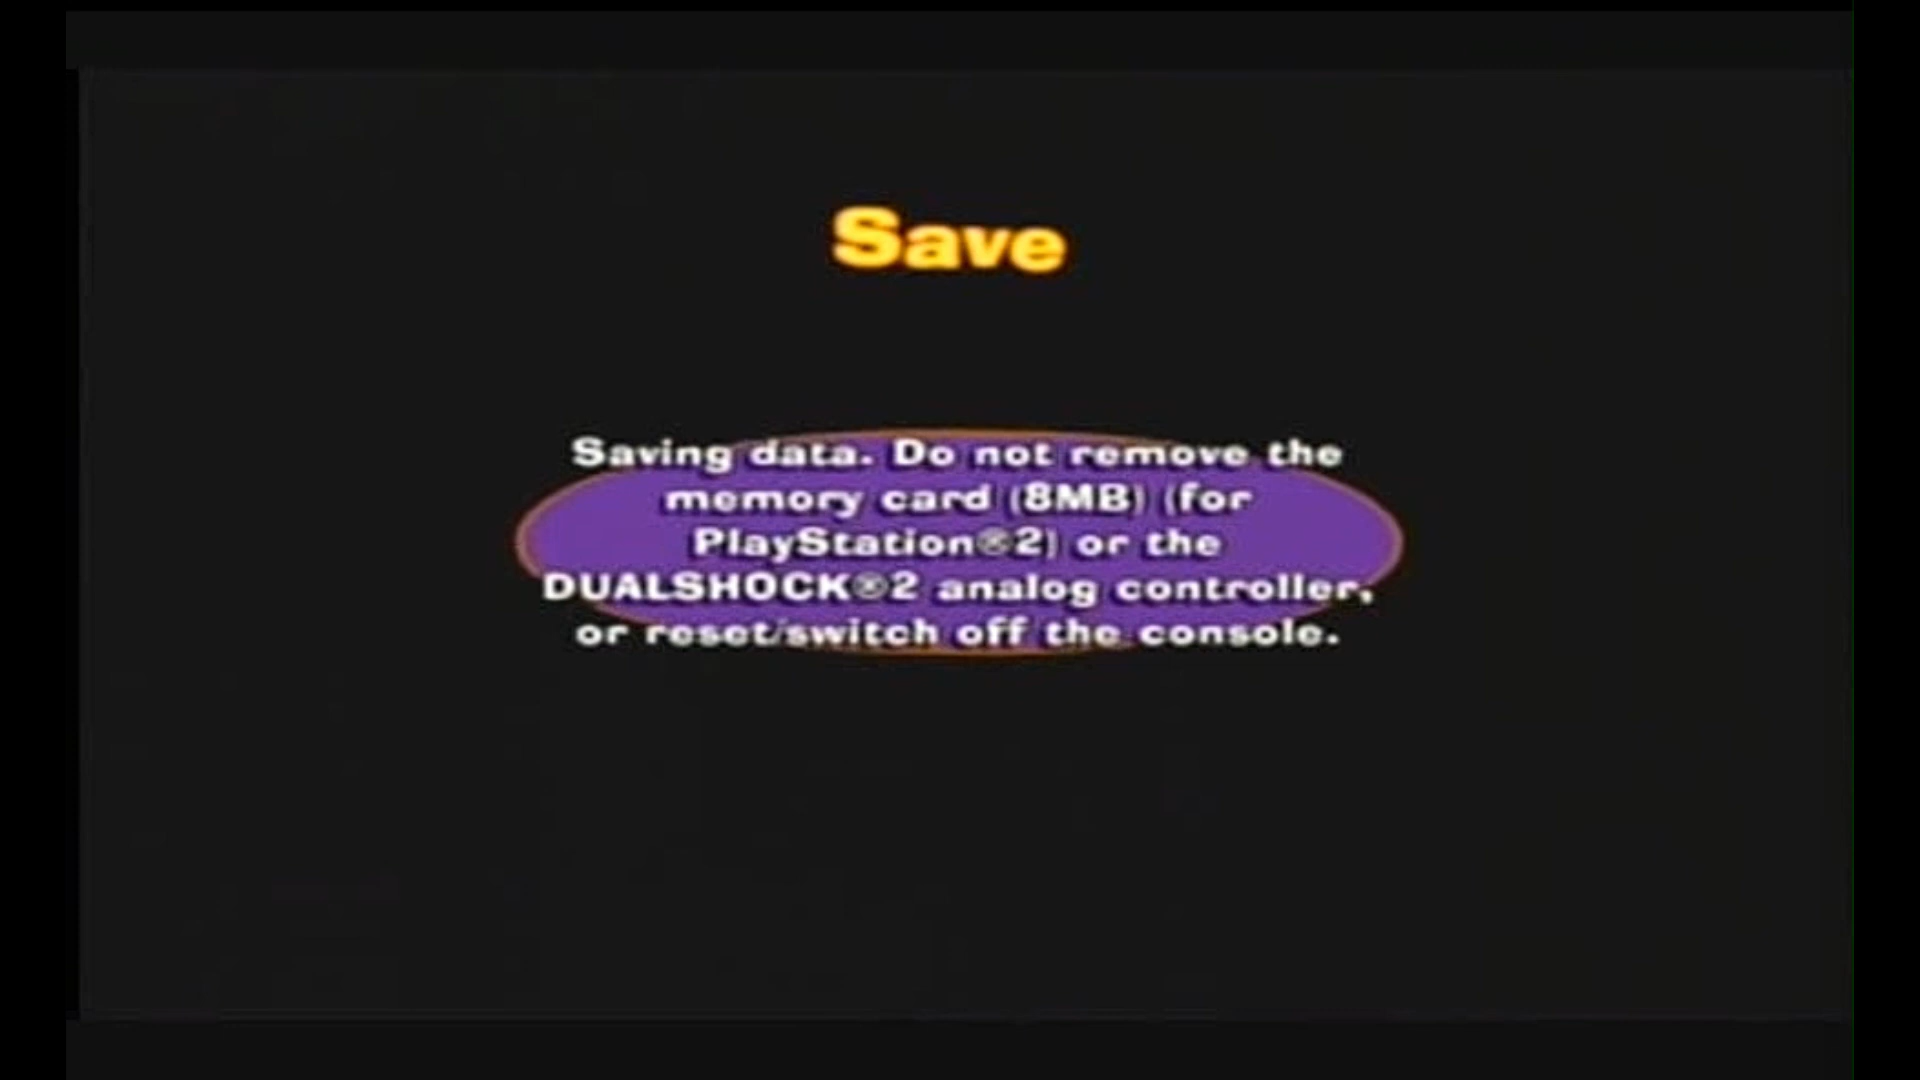 Save
Saving data. Do not remove the
memory card (8MB) (for
PlayStation®2) or the
DUALSHOCK®2 analog controller,
or reset/switch off the console.